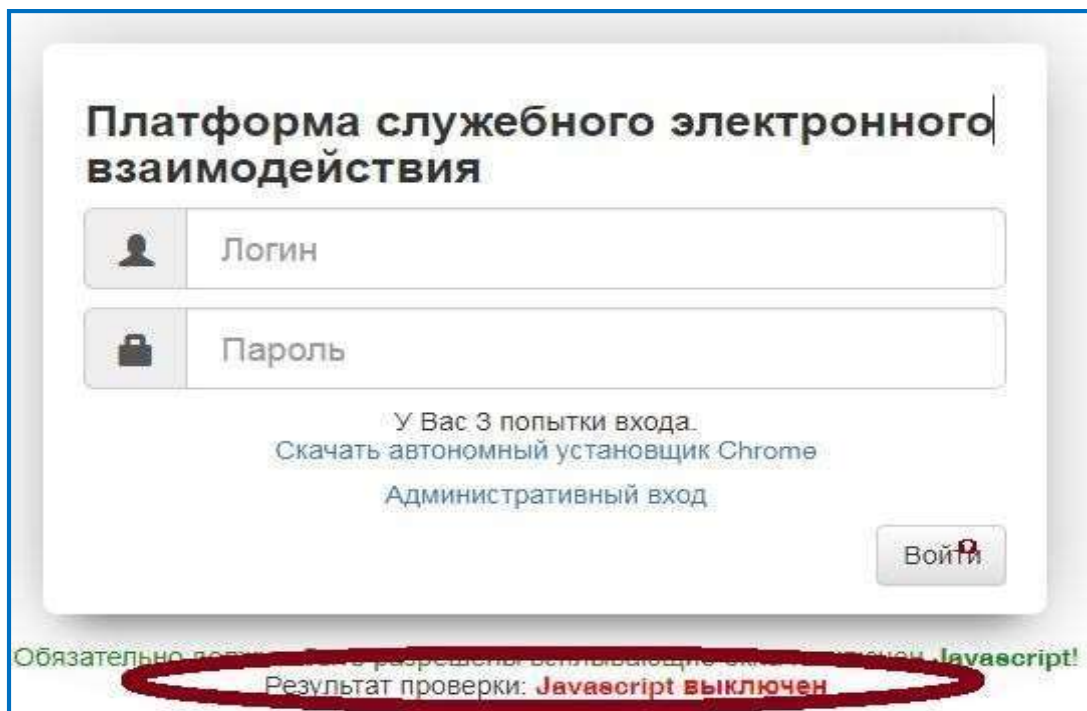 Платформа служебного электронного
взаимодействия
Логин
Пароль
У Вас 3 попытки входа.
Скачать автономный установщик Chrome
Административный вход
Войти
Обязательно разрешены Javascript!
Результат проверки: Javascript выключен